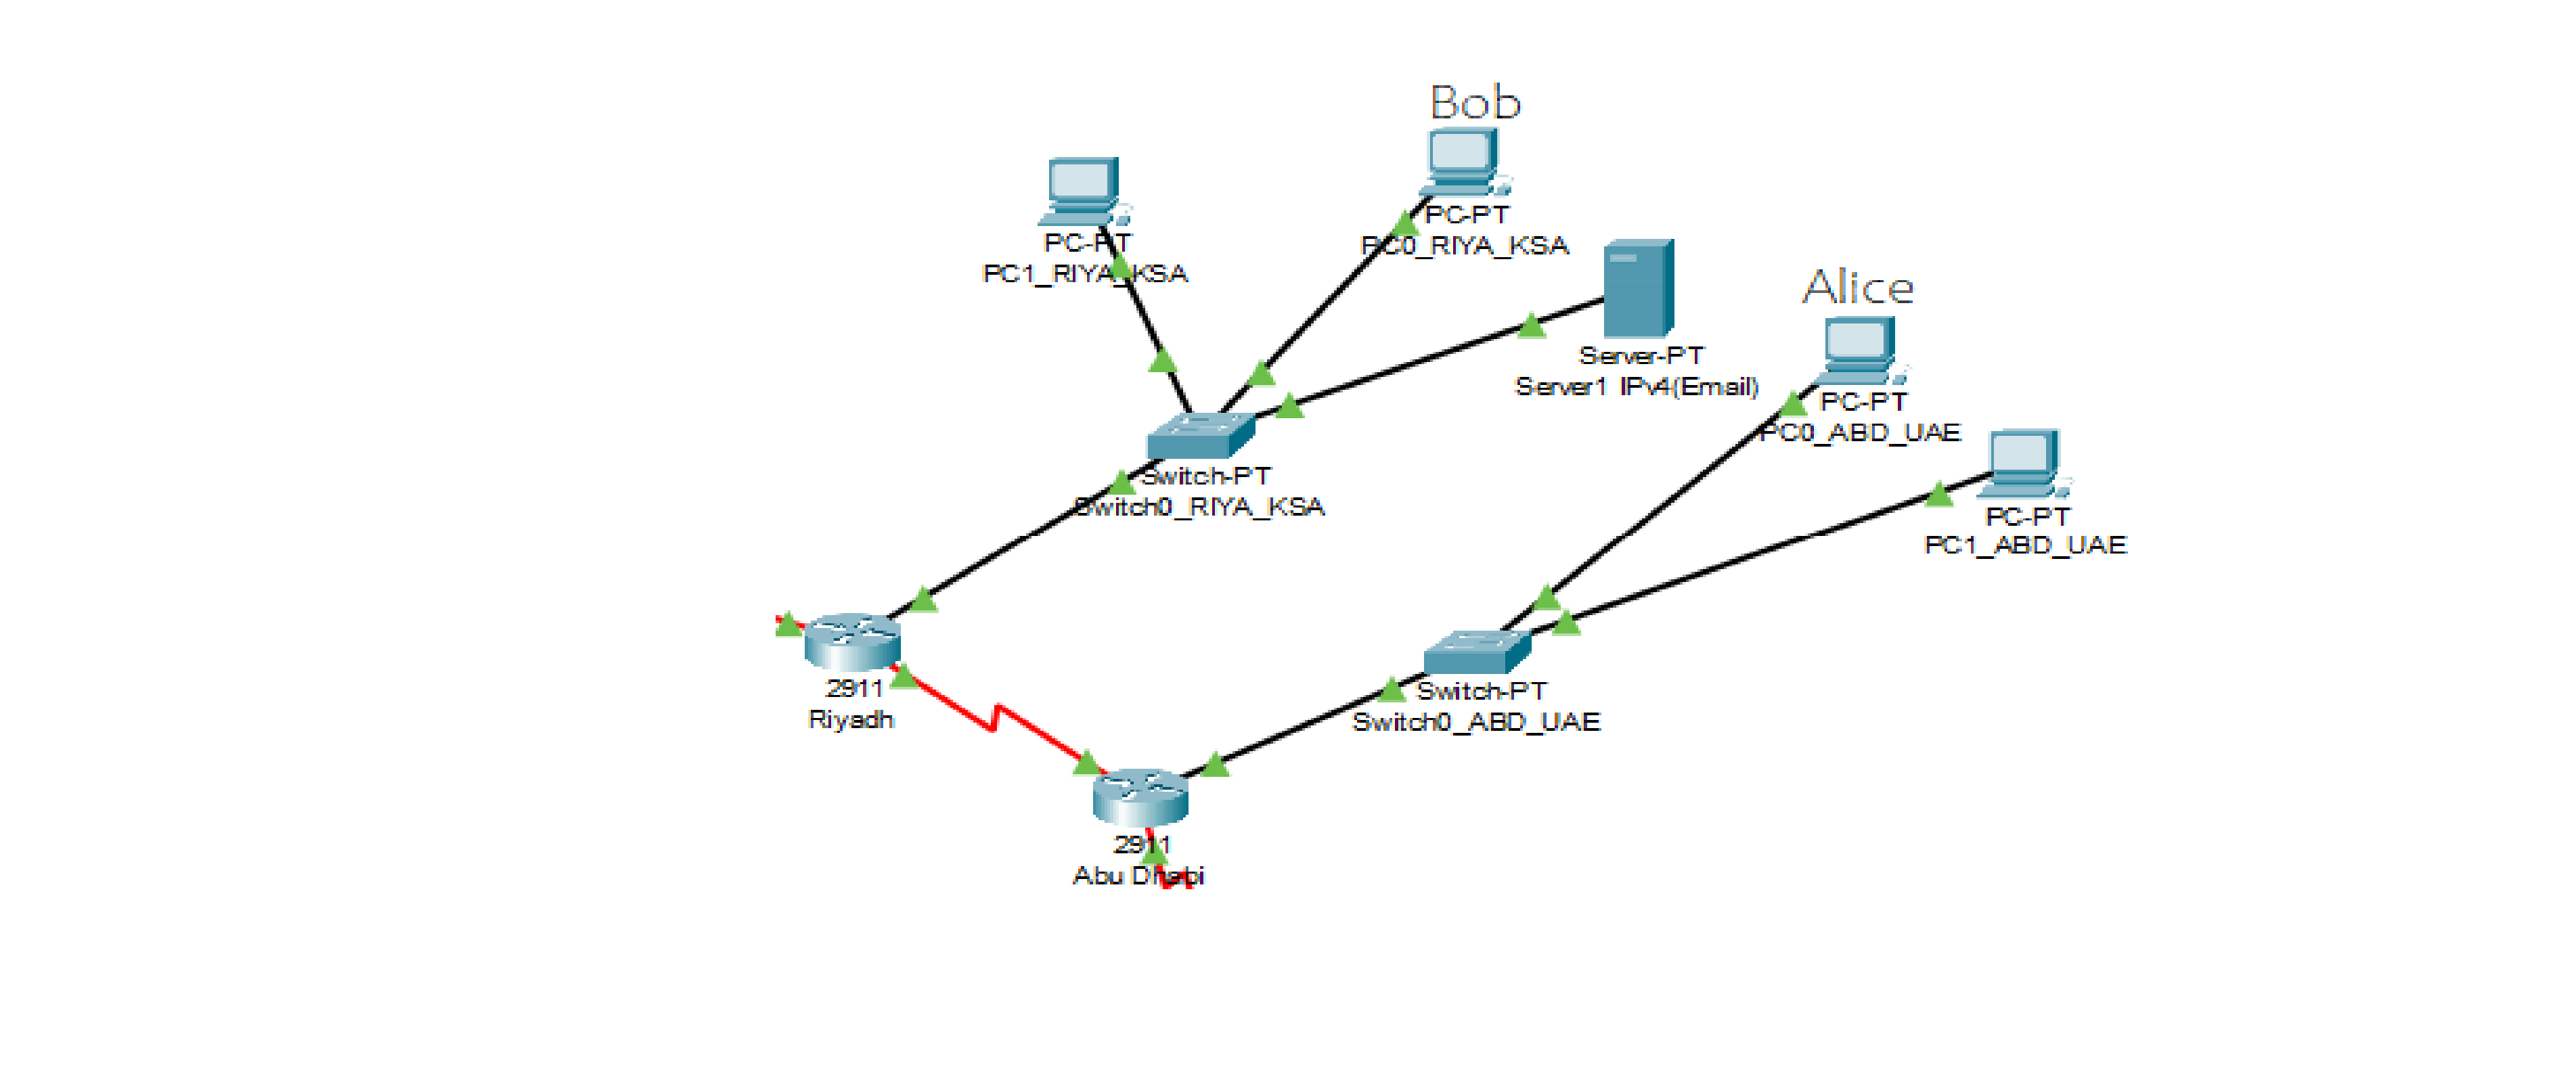 Bob
PC-PT
PC1_RIYA_KSA
PC-PT
PC0_RIYA_KSA
Server-PT
Server1 IPv4(Email)
Alice
PC-PT
PC0_ABD_UAE
PC-PT
PC1_ABD_UAE
Switch-PT
Switch0_RIYA_KSA
2911
Riyadh
Switch-PT
Switch0_ABD_UAE
2911
Abu Dhabi